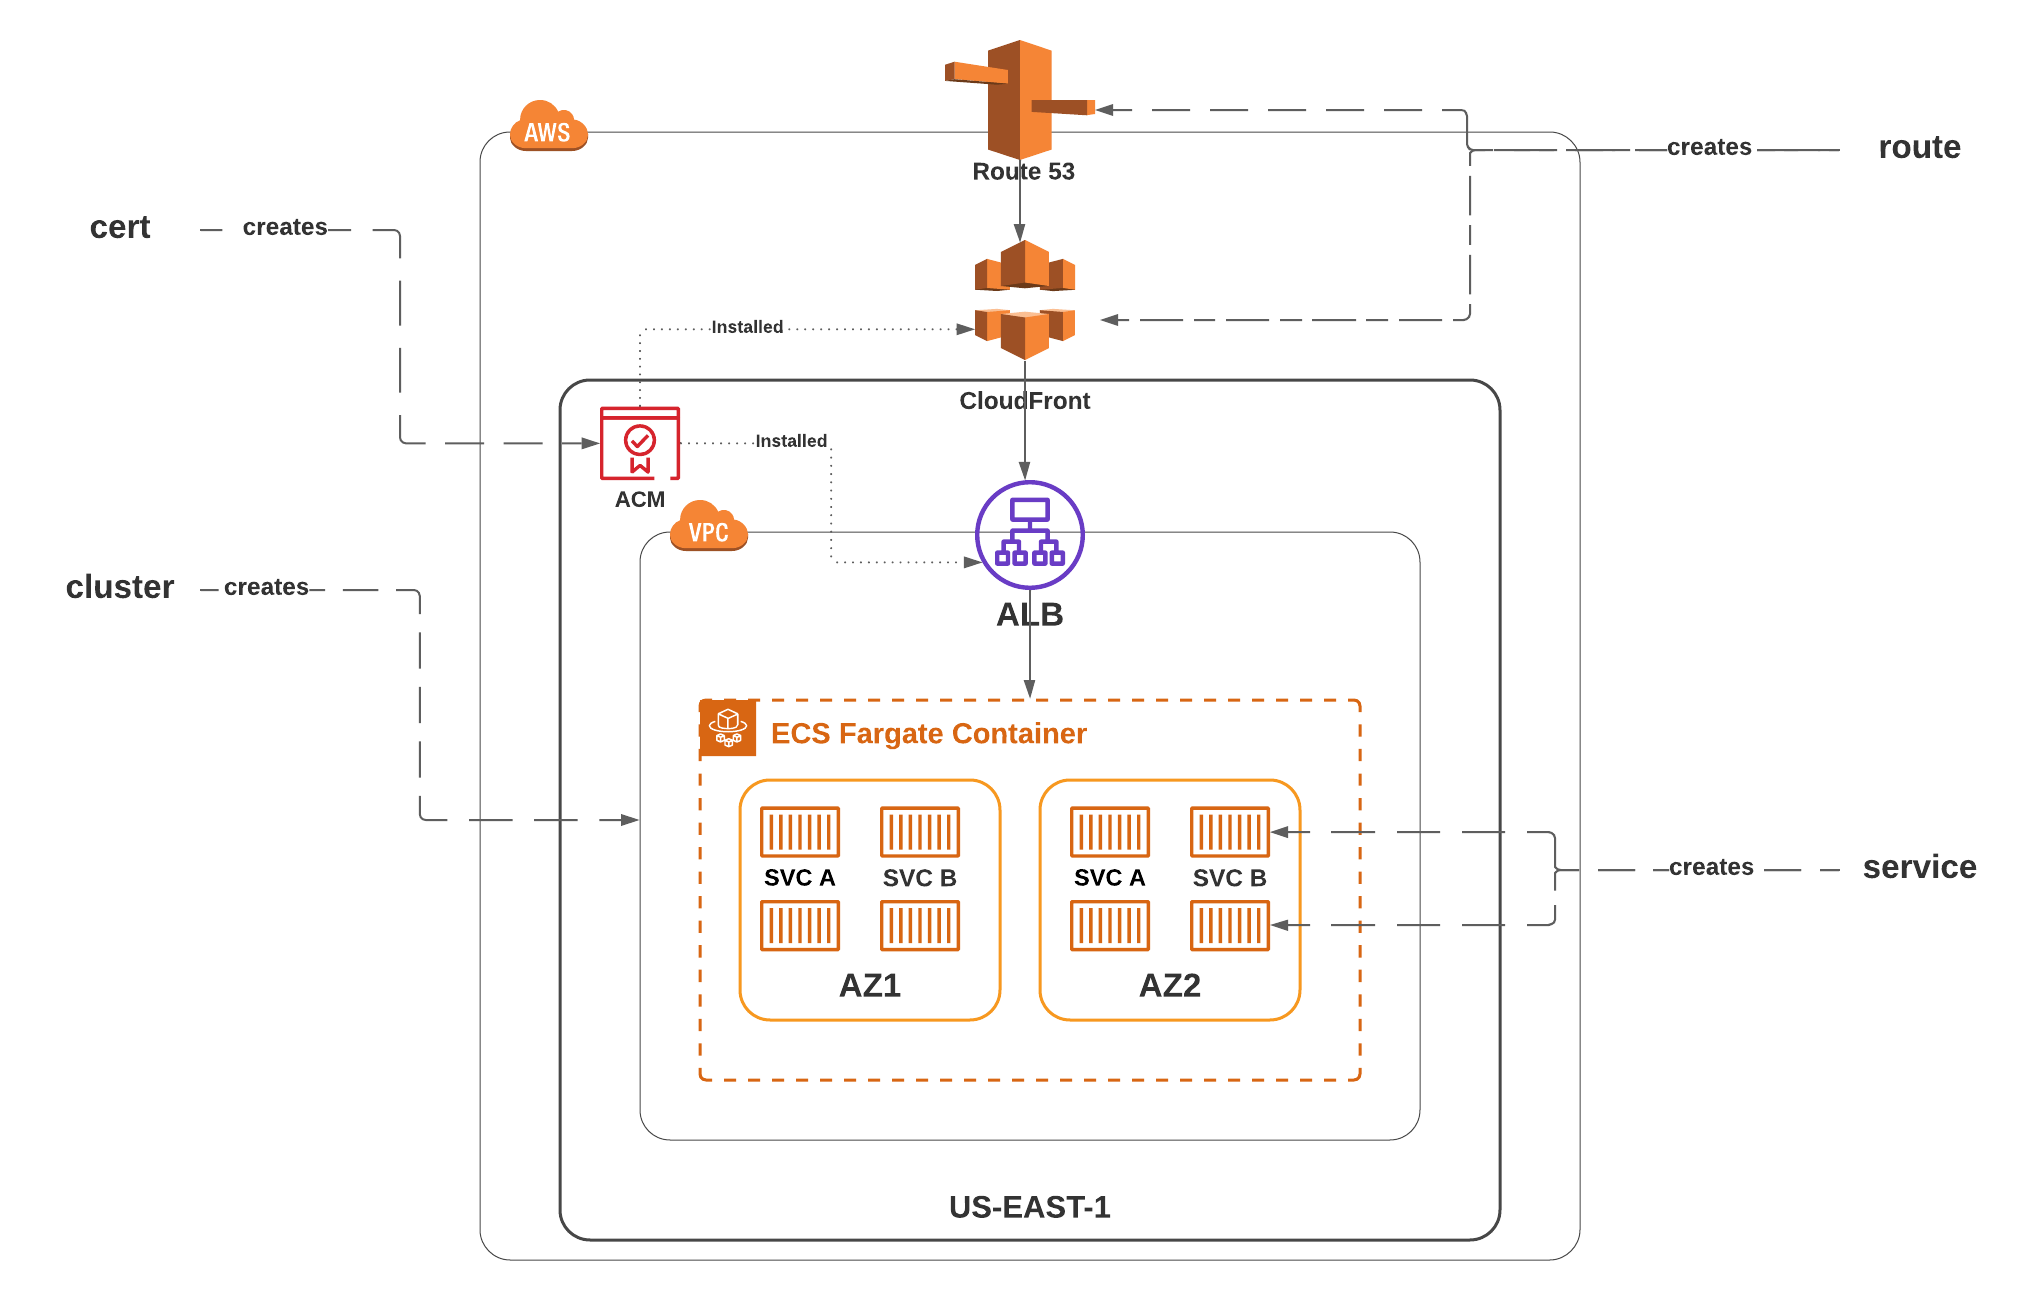 AWS
Route 53
creates
route
cert
creates
Installed
CloudFront
Installed
ACM
VPC
cluster
creates
ALB
ECS Fargate Container
SVC A
SVC B
SVC A
SVC B
creates
service
AZ1
AZ2
US-EAST-1